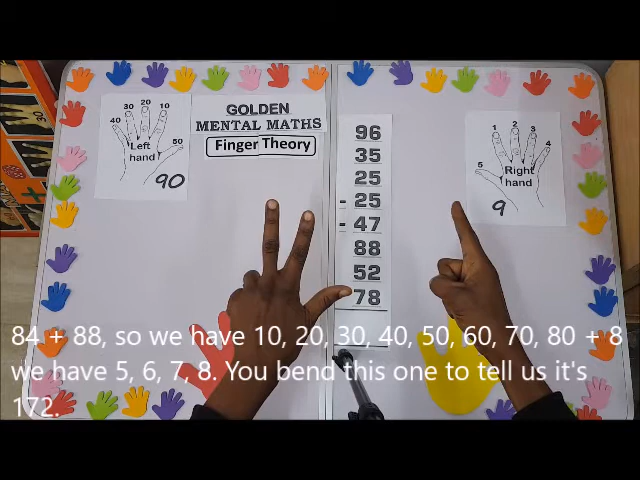 GOLDEN
MENTAL MATHS
Finger Theory
40 30 20 10
50
Left
hand
90
96
35
25
- 25
- 47
88
52
78
1 2 3 4
5
Right
hand
9
84 + 88, so we have 10, 20, 30, 40, 50, 60, 70, 80 + 8
we have 5, 6, 7, 8. You bend this one to tell us it's
172.